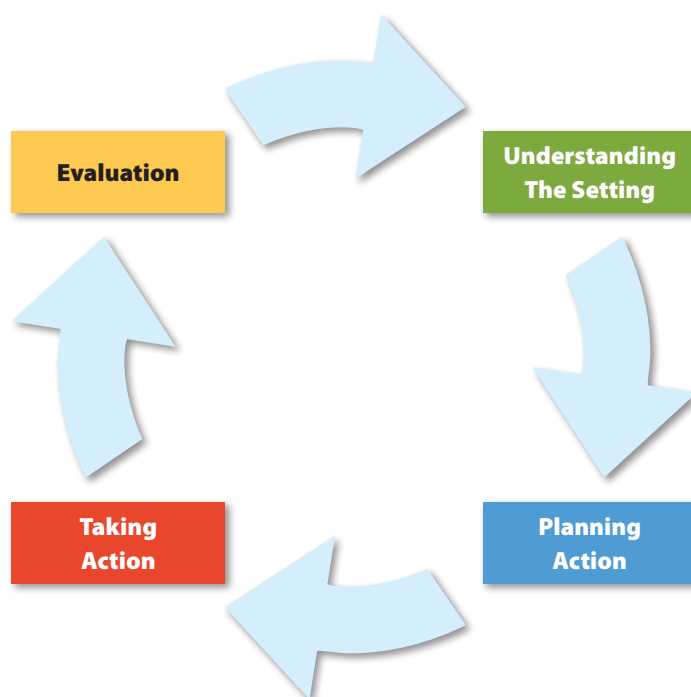 Evaluation
Understanding
The Setting
Taking
Action
Planning
Action